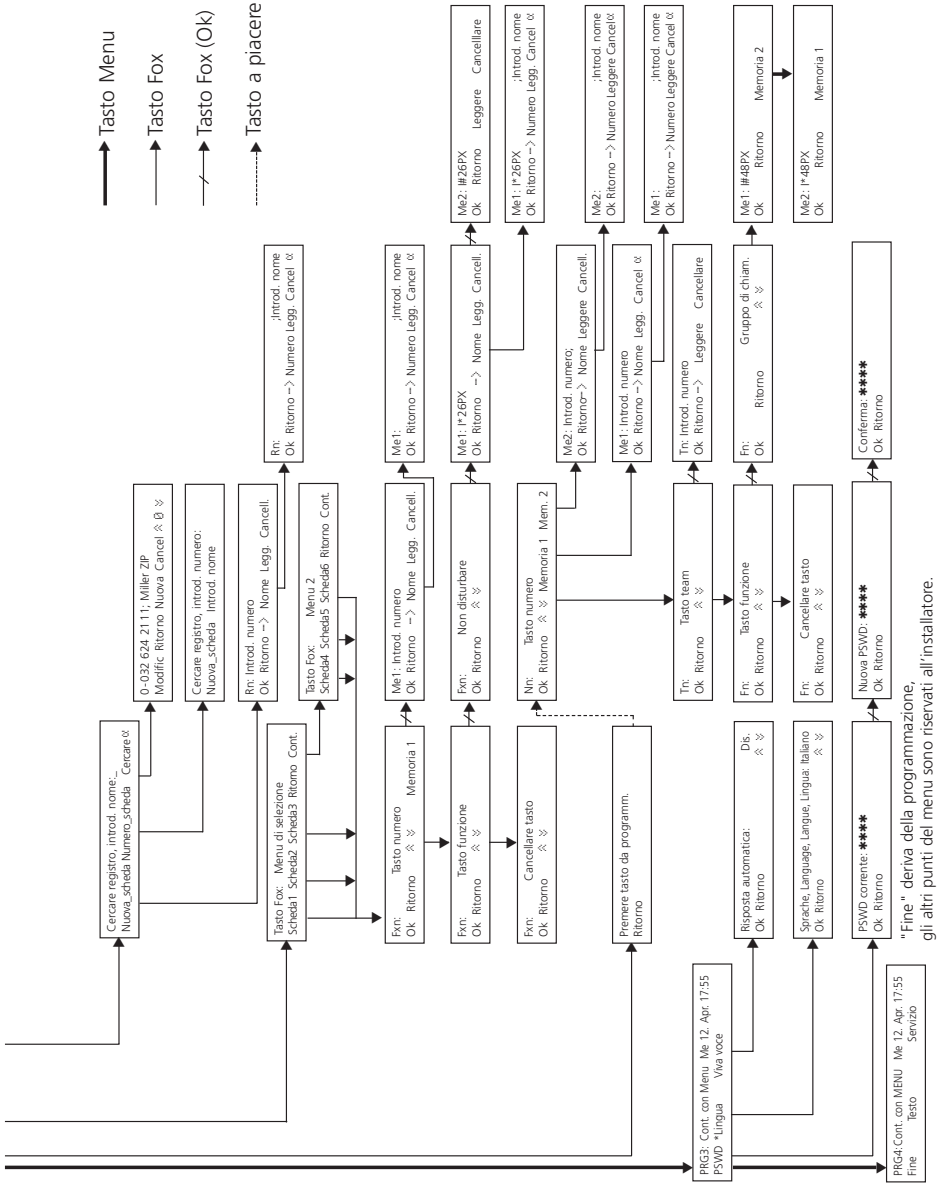 Tasto Menu
Tasto Fox
Tasto Fox (Ok)
Tasto a piacere
Cercare registro, introd. nome:_
Nuova_scheda Numero_scheda Cercare α
0-032 624 21 11; Miller ZIP
Modific Ritorno Nuova Cancel
Cercare registro, introd. numero:
Nuova_scheda Introd. nome
Rn: Introd. numero
Ok Ritorno –> Nome Legg. Cancell.
Rn: ;Introd. nome
Ok Ritorno –> Numero Legg. Cancel α
Tasto Fox: Menu di selezione
Scheda1 Scheda2 Scheda3 Ritorno Cont.
Tasto Fox: Menu 2
Scheda4 Scheda5 Scheda6 Ritorno Cont.
Fxn: Tasto numero
Ok Ritorno Memoria 1
Me1: Introd. numero
Ok Ritorno –> Nome Legg. Cancell.
Me1: ;Introd. nome
Ok Ritorno –> Numero Legg. Cancel α
Fxn: Tasto funzione
Ok Ritorno
Fxn: Non disturbare
Ok Ritorno
Me1: I*26PX
Ok Ritorno –> Nome Legg. Cancell.
Me2: I#26PX
Ok Ritorno Leggere Cancelllare
Me1: I*26PX ;Introd. nome
Ok Ritorno –> Numero Legg. Cancel α
Fxn: Cancellare tasto
Ok Ritorno
Premere tasto da programm.
Ritorno
Nn: Tasto numero
Ok Ritorno Memoria 1 Mem. 2
Me2: Introd. numero;
Ok Ritorno–> Nome Leggere Cancell.
Me2: ;Introd. nome
Ok Ritorno –> Numero Leggere Cancelα
Me1: Introd. numero
Ok Ritorno –> Nome Legg. Cancel α
Me1: ;Introd. nome
Ok Ritorno –> Numero Leggere Cancel α
Tn: Tasto team
Ok Ritorno
Tn: Introd. numero
Ok Ritorno –> Leggere Cancellare
Fn: Tasto funzione
Ok Ritorno
Fn: Gruppo di chiam.
Ok Ritorno
Me1: I#48PX
Ok Ritorno Memoria 2
Me2: I*48PX
Ok Ritorno Memoria 1
Fn: Cancellare tasto
Ok Ritorno
PRG3: Cont. con Menu Me 12. Apr. 17:55
PSWD *Lingua Viva voce
Risposta automatica: Dis.
Ok Ritorno
Sprache, Language, Langue, Lingua: Italiano
Ok Ritorno
PSWD corrente: ****
Ok Ritorno
Nuova PSWD: ****
Ok Ritorno
Conferma: ****
Ok Ritorno
PRG4: Cont. con MENU Me 12. Apr. 17:55
Fine Testo Servizio
"Fine" deriva della programmazione,
gli altri punti del menu sono riservati all'installatore.